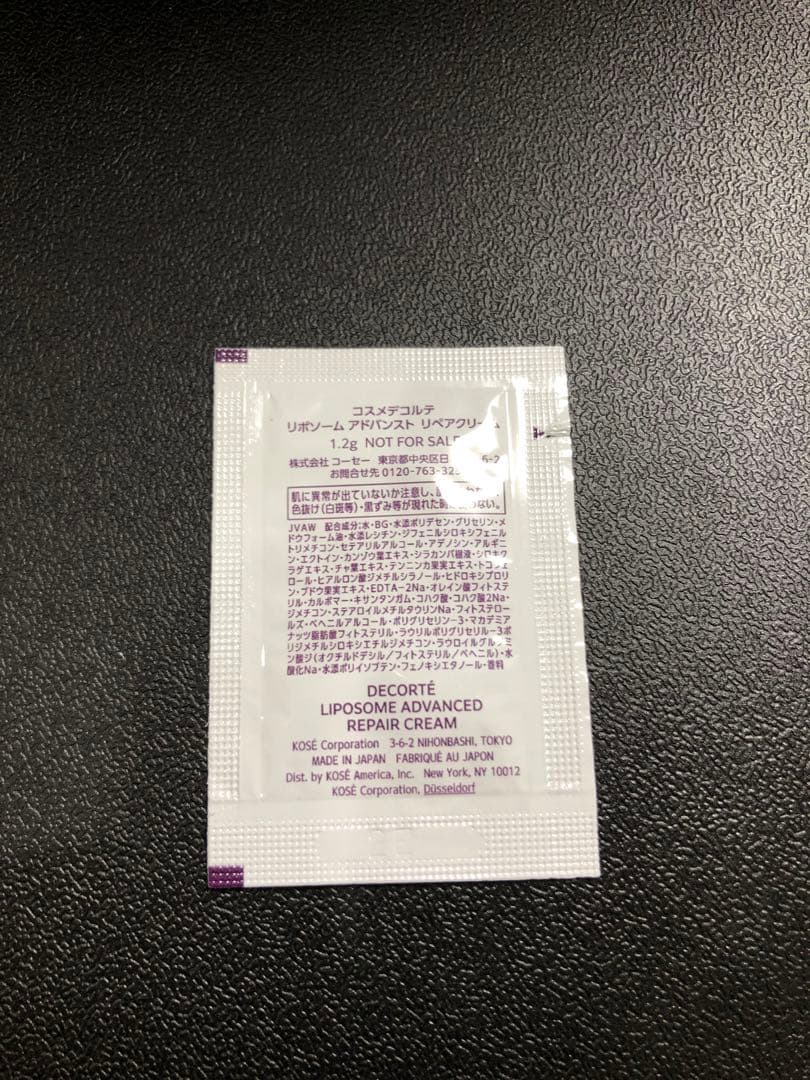 コスメデコルテ
リポソーム アドバンスト リペアクリーム
1.2g NOT FOR SALE
株式会社 コーセー 東京都中央区日 6-2
お問合せ先 0120-763-325
肌に異常が出ていないか注意し、
色抜け(白斑等)・黒ずみ等が現れた時 ない。
JVAW 配合成分:水・BG・水添ポリデセン・グリセリン・メ
ドウフォーム油・水添レシチン・ジフェニルシロキシフェニル
トリメチコン・セテアリルアルコール・アデノシン・アルギニ
ン・エクトイン・カンゾウ葉エキス・シラカンバ樹液・シロキク
ラゲエキス・チャ葉エキス・テンニンカ果実エキス・トコフェ
ロール・ヒアルロン酸ジメチルシラノール・ヒドロキシプロリ
ン・ブドウ果実エキス・EDTA-2Na・オレイン酸フィトステ
リル・カルボマー・キサンタンガム・コハク酸・コハク酸2Na・
ジメチコン・ステアロイルメチルタウリンNa・フィトステロー
ルズ・ベヘニルアルコール・ポリグリセリン-3・マカデミア
ナッツ脂肪酸フィトステリル・ラウリルポリグリセリル-3ポ
リジメチルシロキシエチルジメチコン・ラウロイルグルタミ
ン酸ジ(オクチルドデシル/フィトステリル/ベヘニル)・水
酸化Na・水添ポリイソブテン・フェノキシエタノール・香料
DECORTÉ
LIPOSOME ADVANCED
REPAIR CREAM
KOSÉ Corporation 3-6-2 NIHONBASHI, TOKYO
MADE IN JAPAN FABRIQUÉ AU JAPON
Dist. by KOSÉ America, Inc. New York, NY 10012
KOSÉ Corporation, Düsseldorf